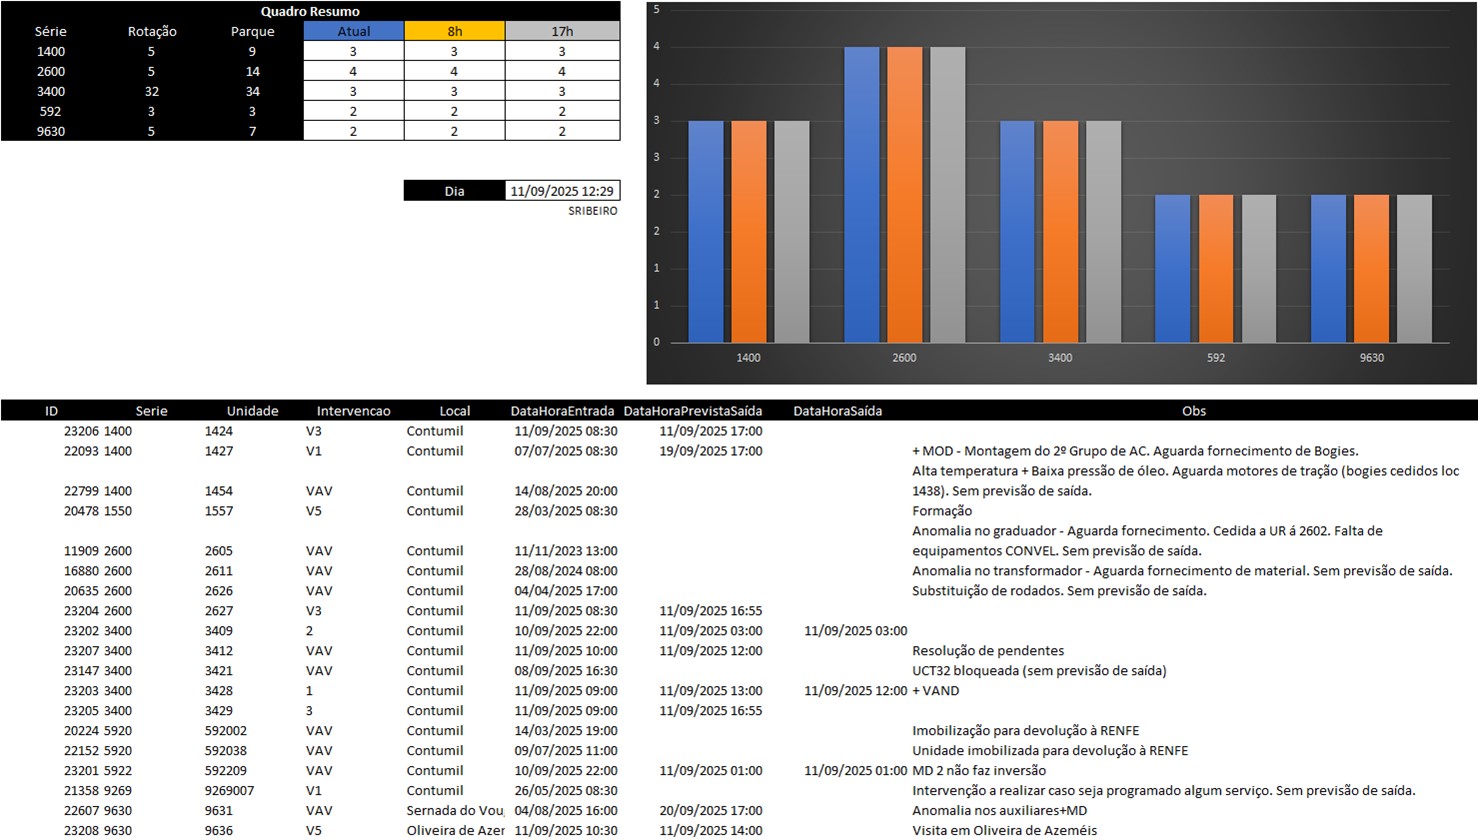 Quadro Resumo
Série Rotação Parque Atual 8h 17h
1400 5 9 3 3 3
2600 5 14 4 4 4
3400 32 34 3 3 3
592 3 3 2 2 2
9630 5 7 2 2 2
Dia 11/09/2025 12:29
SRIBEIRO
5
4
4
3
3
2
2
1
1
0
1400 2600 3400 592 9630
ID Serie Unidade Intervencao Local DataHoraEntrada DataHoraPrevistaSaída DataHoraSaída Obs
23206 1400 1424 V3 Contumil 11/09/2025 08:30 11/09/2025 17:00
22093 1400 1427 V1 Contumil 07/07/2025 08:30 19/09/2025 17:00 + MOD - Montagem do 2º Grupo de AC. Aguarda fornecimento de Bogies.
Alta temperatura + Baixa pressão de óleo. Aguarda motores de tração (bogies cedidos loc
22799 1400 1454 VAV Contumil 14/08/2025 20:00 1438). Sem previsão de saída.
20478 1550 1557 V5 Contumil 28/03/2025 08:30 Formação
Anomalia no graduador - Aguarda fornecimento. Cedida a UR á 2602. Falta de
11909 2600 2605 VAV Contumil 11/11/2023 13:00 equipamentos CONVEL. Sem previsão de saída.
16880 2600 2611 VAV Contumil 28/08/2024 08:00 Anomalia no transformador - Aguarda fornecimento de material. Sem previsão de saída.
20635 2600 2626 VAV Contumil 04/04/2025 17:00 Substituição de rodados. Sem previsão de saída.
23204 2600 2627 V3 Contumil 11/09/2025 08:30 11/09/2025 16:55
23202 3400 3409 2 Contumil 10/09/2025 22:00 11/09/2025 03:00 11/09/2025 03:00
23207 3400 3412 VAV Contumil 11/09/2025 10:00 11/09/2025 12:00 Resolução de pendentes
23147 3400 3421 VAV Contumil 08/09/2025 16:30 UCT32 bloqueada (sem previsão de saída)
23203 3400 3428 1 Contumil 11/09/2025 09:00 11/09/2025 13:00 11/09/2025 12:00 + VAND
23205 3400 3429 3 Contumil 11/09/2025 09:00 11/09/2025 16:55
20224 5920 592002 VAV Contumil 14/03/2025 19:00 Imobilização para devolução à RENFE
22152 5920 592038 VAV Contumil 09/07/2025 11:00 Unidade imobilizada para devolução à RENFE
23201 5922 592209 VAV Contumil 10/09/2025 22:00 11/09/2025 01:00 11/09/2025 01:00 MD 2 não faz inversão
21358 9269 9269007 V1 Contumil 26/05/2025 08:30 Intervenção a realizar caso seja programado algum serviço. Sem previsão de saída.
22607 9630 9631 VAV Sernada do Vou 04/08/2025 16:00 20/09/2025 17:00 Anomalia nos auxiliares+MD
23208 9630 9636 V5 Oliveira de Azer 11/09/2025 10:30 11/09/2025 14:00 Visita em Oliveira de Azeméis